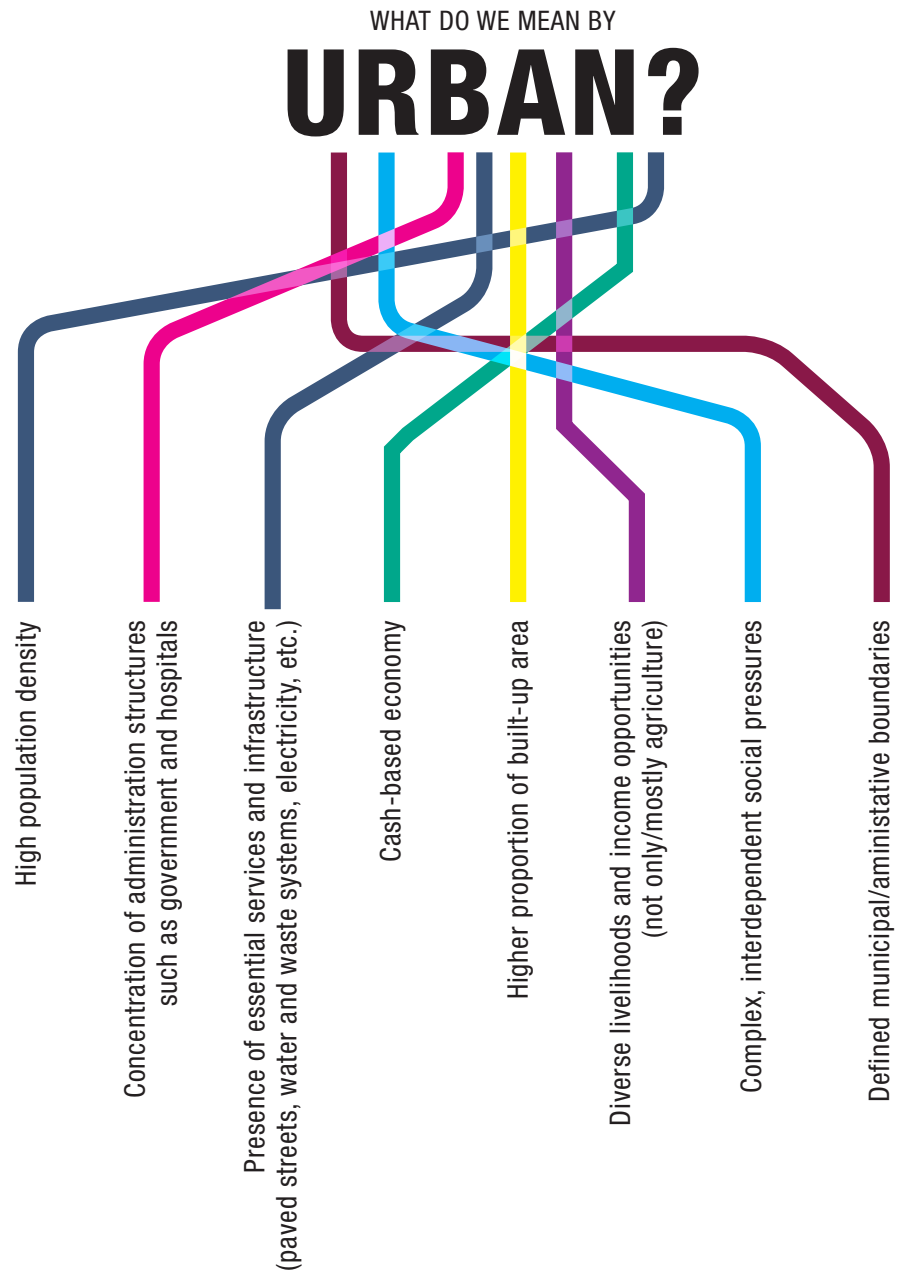 WHAT DO WE MEAN BY
URBAN?
High population density
Concentration of administration structures
such as government and hospitals
Presence of essential services and infrastructure
(paved streets, water and waste systems, electricity, etc.)
Cash-based economy
Higher proportion of built-up area
Diverse livelihoods and income opportunities
(not only/mostly agriculture)
Complex, interdependent social pressures
Defined municipal/aministative boundaries